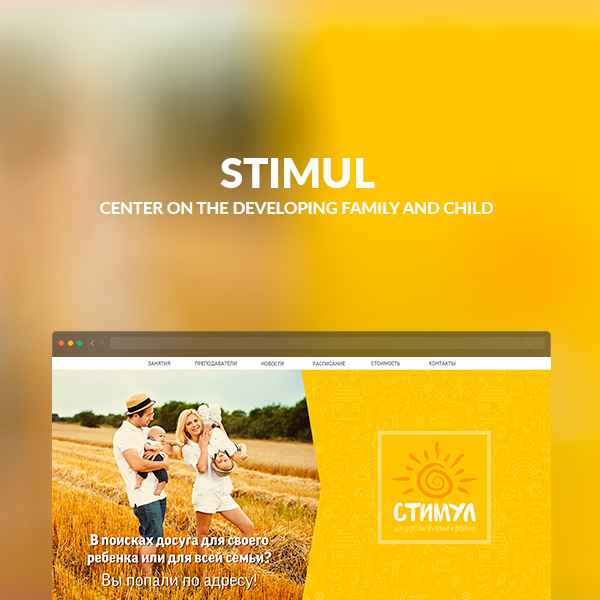 STIMUL
CENTER ON THE DEVELOPING FAMILY AND CHILD
ЗАНЯТИЯ ПРЕПОДАВАТЕЛИ НОВОСТИ РАСПИСАНИЕ СТОИМОСТЬ КОНТАКТЫ
СТИМУЛ
центр развития семьи и ребенка
В поисках досуга для своего
ребенка или для всей семьи?
Вы попали по адресу!